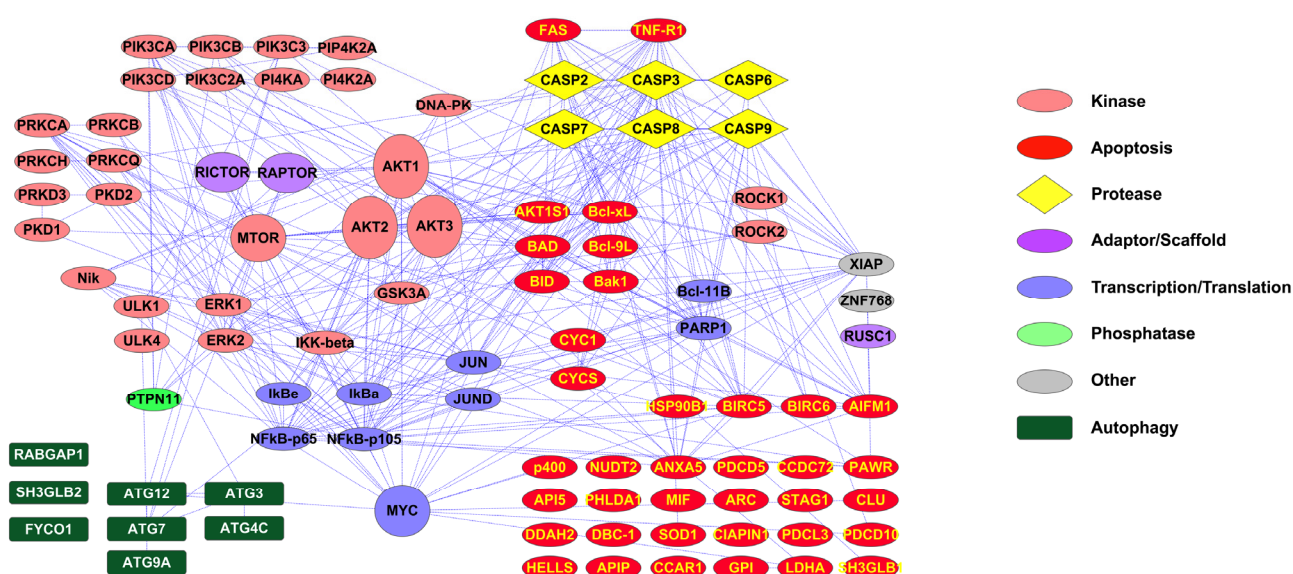 FAS TNF-R1
PIK3CA PIK3CB PIK3C3 PIP4K2A
PIK3CD PIK3C2A PI4KA PI4K2A
CASP2 CASP3 CASP6
DNA-PK
CASP7 CASP8 CASP9
PRKCA PRKCB
PRKCH PRKCQ
RICTOR RAPTOR AKT1
PRKD3 PKD2
ROCK1
AKT1S1 Bcl-xL
PKD1 MTOR AKT2 AKT3
ROCK2
BAD Bcl-9L
XIAP
Nik
BID Bak1
GSK3A Bcl-11B
ZNF768
ULK1 ERK1
PARP1
RUSC1
ULK4 ERK2 IKK-beta
CYC1
JUN
CYCS
PTPN11 IkBe IkBa JUND
HSP90B1 BIRC5 BIRC6 AIFM1
NFkB-p65 NFkB-p105
RABGAP1
p400 NUDT2 ANXA5 PDCD5 CCDC72 PAWR
SH3GLB2 ATG12 ATG3
API5 PHLDA1 MIF ARC STAG1 CLU
MYC
FYCO1 ATG7 ATG4C
DDAH2 DBC-1 SOD1 CIAPIN1 PDCL3 PDCD10
ATG9A
HELLS APIP CCAR1 GPI LDHA SH3GLB1
Kinase
Apoptosis
Protease
Adaptor/Scaffold
Transcription/Translation
Phosphatase
Other
Autophagy